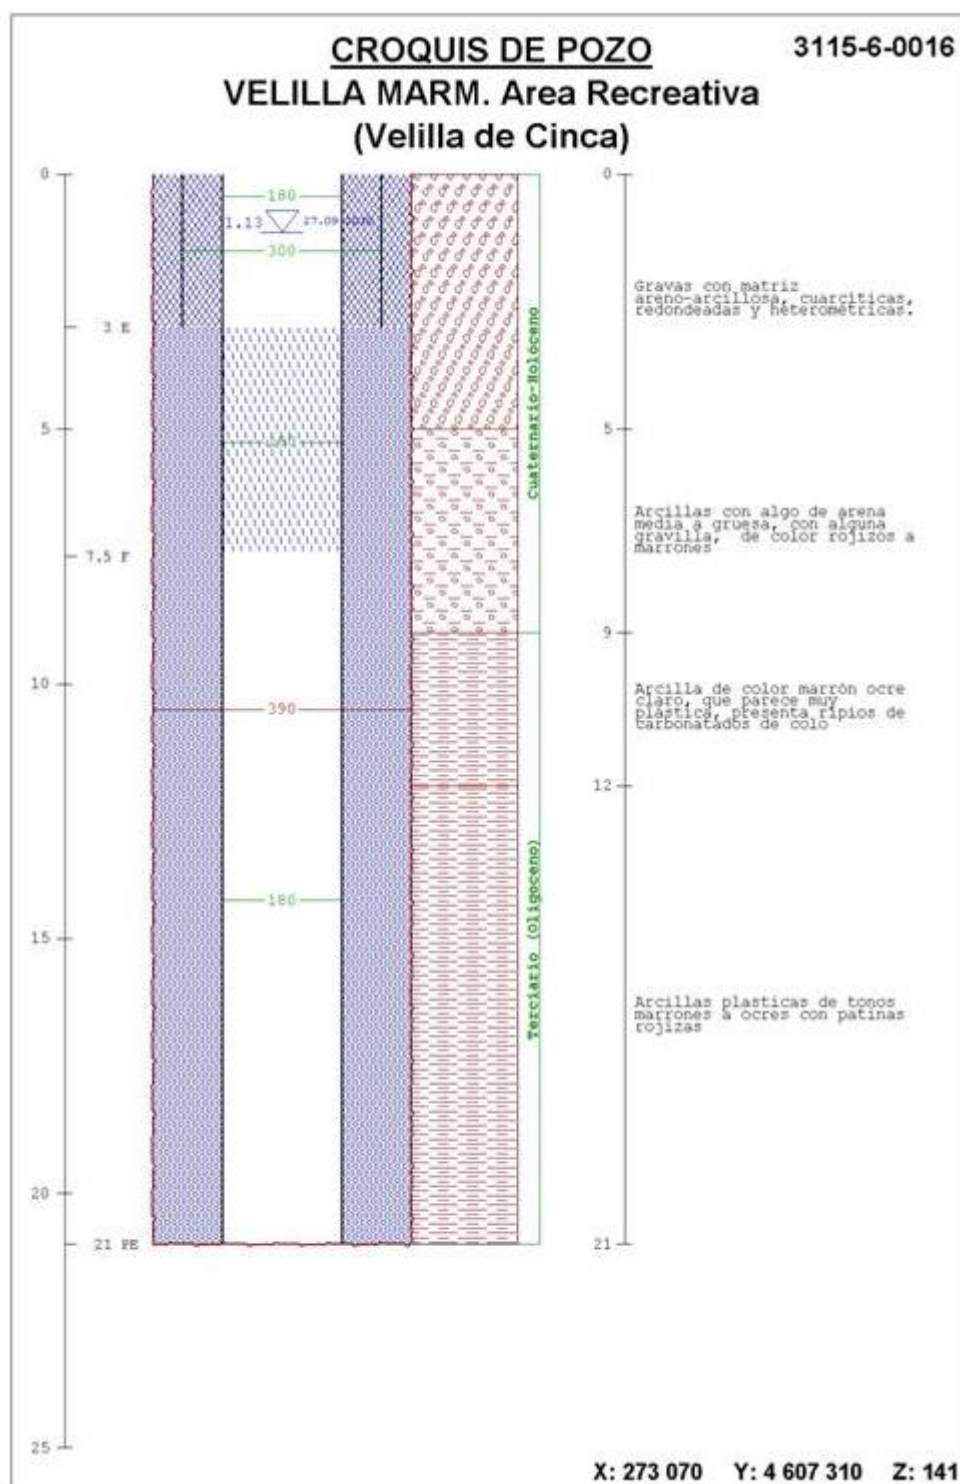 CROQUIS DE POZO
3115-6-0016
VELILLA MARM. Area Recreativa
(Velilla de Cinca)
0
180
0
1.13
300
Gravas con matriz
areno-arcillosa, cuarcíticas,
redondeadas y heterométricas.
3 E
Cuaternario-Holoceno
5
5
Arcillas con algo de arena
media a gruesa, con alguna
gravilla, de color rojizos a
marrones
7,5 F
9
10
390
Arcilla de color marrón ocre
claro, que parece muy
plástica, presenta ripios de
carbonatados de colo
12
180
Terciario (Oligoceno)
15
Arcillas plasticas de tonos
marrones a ocres con patinas
rojizas
20
21 PE
21
25
X: 273 070 Y: 4 607 310 Z: 141